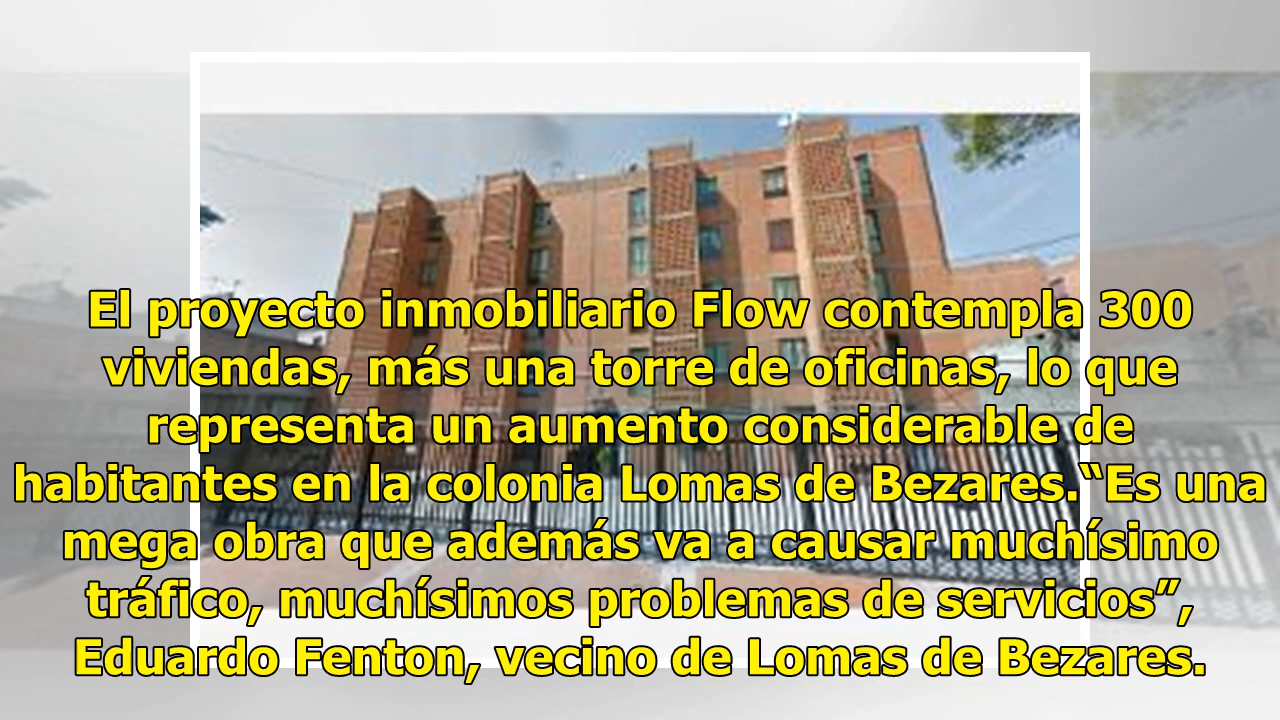 El proyecto inmobiliario Flow contempla 300
viviendas, más una torre de oficinas, lo que
representa un aumento considerable de
habitantes en la colonia Lomas de Bezares.“Es una
mega obra que además va a causar muchísimo
tráfico, muchísimos problemas de servicios”,
Eduardo Fenton, vecino de Lomas de Bezares.